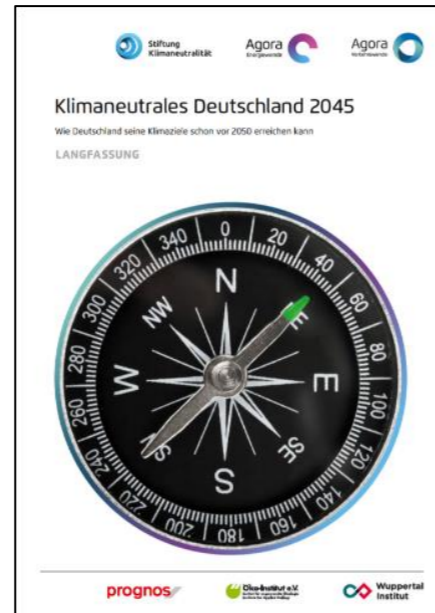 Stiftung
Klimaneutralität
Agora
Energiewende
Agora
Verkehrswende
Klimaneutrales Deutschland 2045
Wie Deutschland seine Klimaziele schon vor 2050 erreichen kann
LANGFASSUNG
0
20
40
60
80
100
120
140
160
180
200
220
240
260
280
300
320
340
N
E
SE
S
W
NW
prognos
Öko-Institut e.V.
Wuppertal
Institut